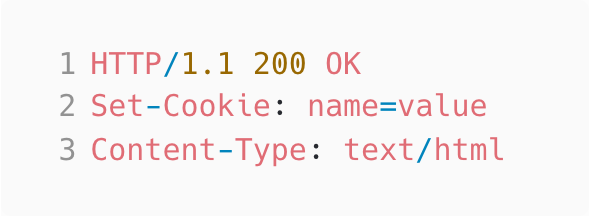 1 HTTP/1.1 200 OK
2 Set-Cookie: name=value
3 Content-Type: text/html